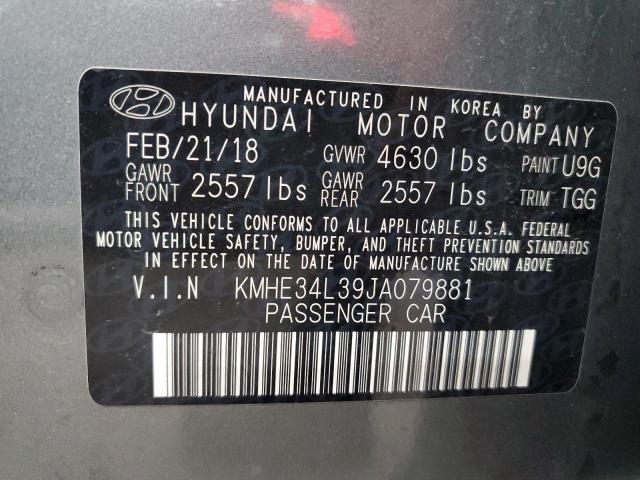 MANUFACTURED IN KOREA BY
HYUNDAI MOTOR COMPANY
FEB/21/18 GVWR 4630 lbs PAINT U9G
GAWR FRONT 2557 lbs GAWR REAR 2557 lbs TRIM TGG
THIS VEHICLE CONFORMS TO ALL APPLICABLE U.S.A. FEDERAL
MOTOR VEHICLE SAFETY, BUMPER, AND THEFT PREVENTION STANDARDS
IN EFFECT ON THE DATE OF MANUFACTURE SHOWN ABOVE
V.I.N KMHE34L39JA079881
PASSENGER CAR